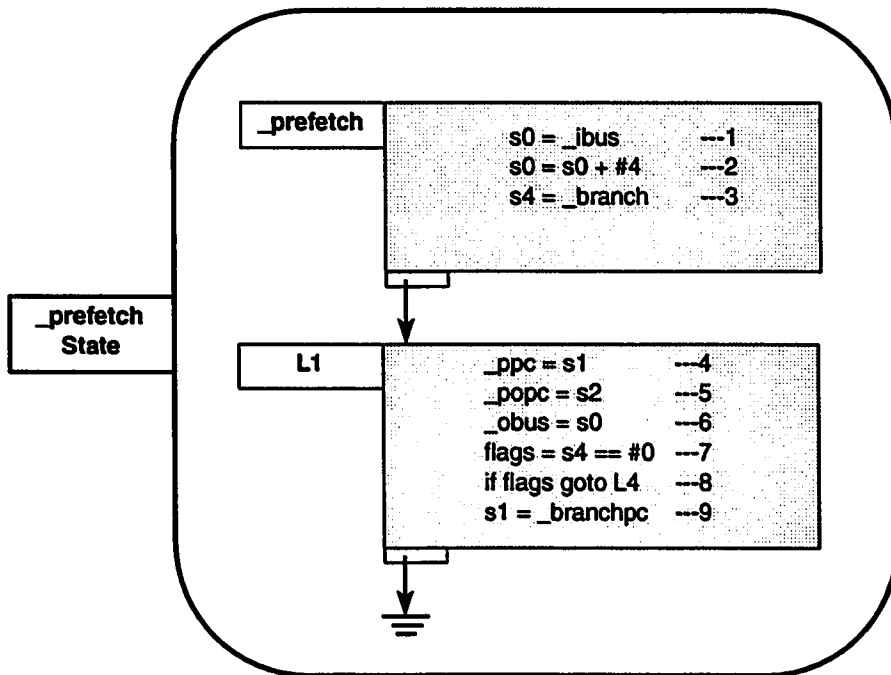 _prefetch
s0 = _ibus ---1
s0 = s0 + #4 ---2
s4 = _branch ---3
_prefetch
State
L1
_ppc = s1 ---4
_popc = s2 ---5
_obus = s0 ---6
flags = s4 == #0 ---7
if flags goto L4 ---8
s1 = _branchpc ---9